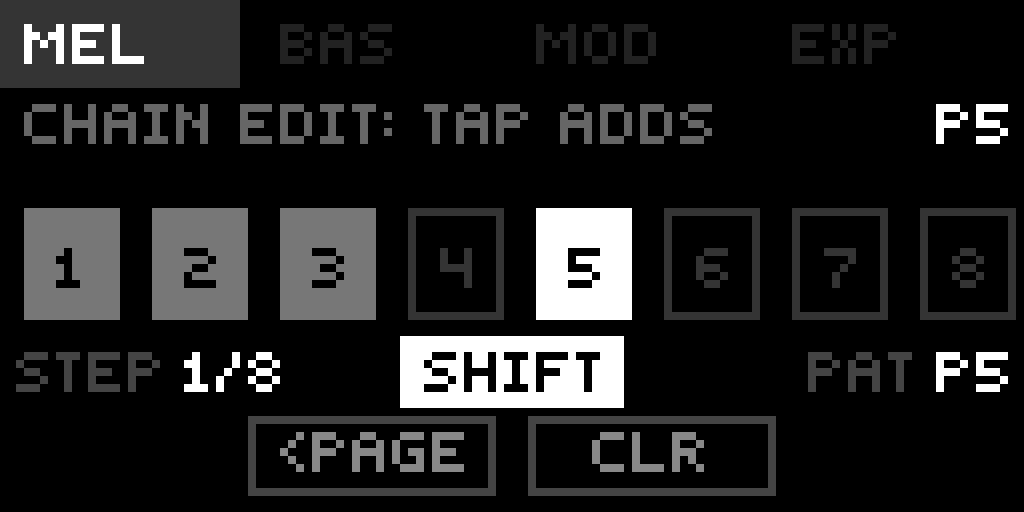 MEL BAS MOD EXP
CHAIN EDIT: TAP ADDS P5
1 2 3 4 5 6 7 8
STEP 1/8 SHIFT PAT P5
<PAGE CLR